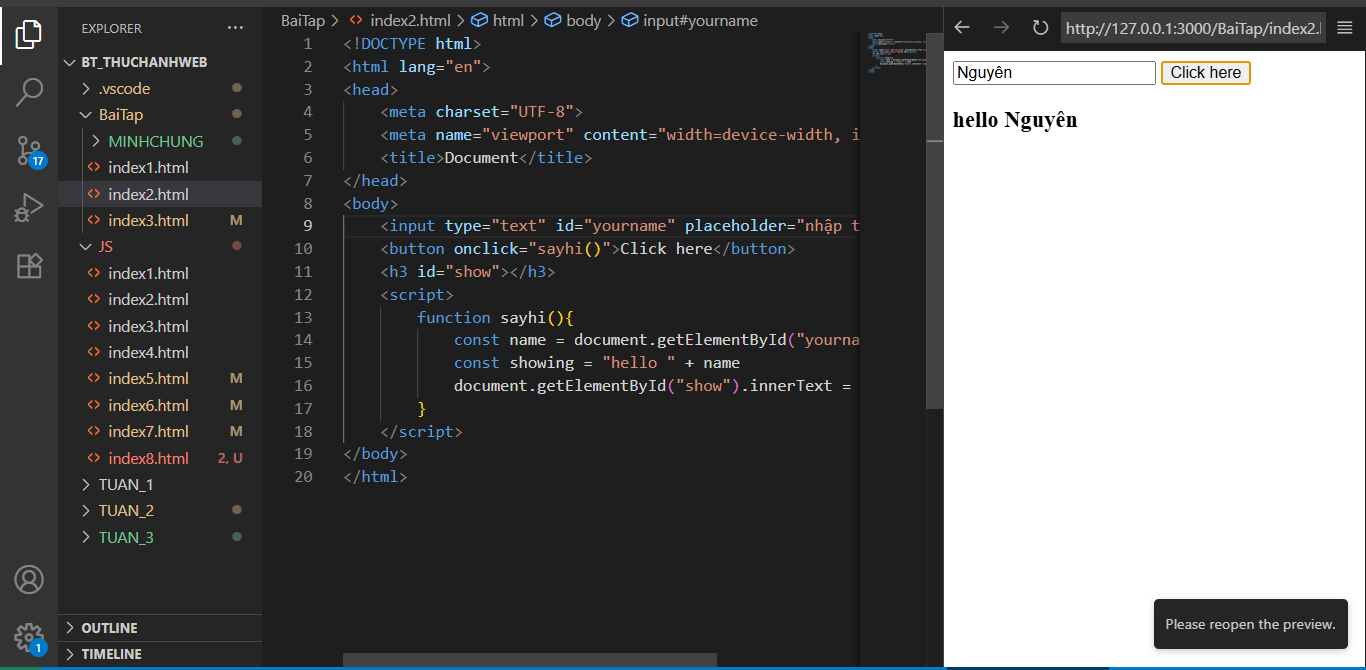 EXPLORER
BT_THUCHANHWEB
.vscode
BaiTap
MINHCHUNG
index1.html
index2.html
index3.html M
JS
index1.html
index2.html
index3.html
index4.html
index5.html M
index6.html M
index7.html M
index8.html 2, U
TUAN_1
TUAN_2
TUAN_3
OUTLINE
TIMELINE
17
1
BaiTap > index2.html > html > body > input#yourname
1 <!DOCTYPE html>
2 <html lang="en">
3 <head>
4 <meta charset="UTF-8">
5 <meta name="viewport" content="width=device-width, i
6 <title>Document</title>
7 </head>
8 <body>
9 <input type="text" id="yourname" placeholder="nhập t
10 <button onclick="sayhi()">Click here</button>
11 <h3 id="show"></h3>
12 <script>
13 function sayhi(){
14 const name = document.getElementById("yourna
15 const showing = "hello " + name
16 document.getElementById("show").innerText =
17 }
18 </script>
19 </body>
20 </html>
http://127.0.0.1:3000/BaiTap/index2.
Nguyên Click here
hello Nguyên
Please reopen the preview.